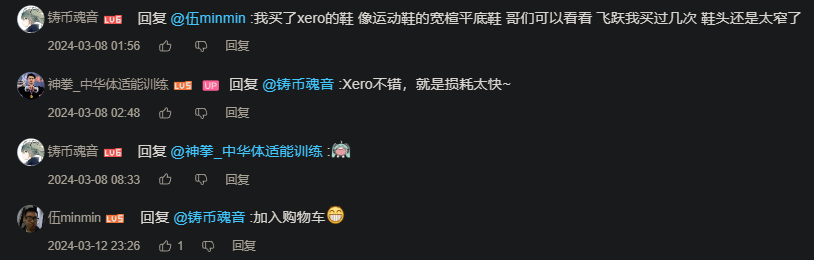 铸币魂音 LV6 回复 @伍minmin :我买了xero的鞋 像运动鞋的宽楦平底鞋 哥们可以看看 飞跃我买过几次 鞋头还是太窄了
2024-03-08 01:56 回复
神拳_中华体适能训练 LV5 UP 回复 @铸币魂音 :Xero不错，就是损耗太快~
2024-03-08 02:48 回复
铸币魂音 LV6 回复 @神拳_中华体适能训练 :
2024-03-08 08:33 回复
伍minmin LV5 回复 @铸币魂音 :加入购物车😁
2024-03-12 23:26 1 回复